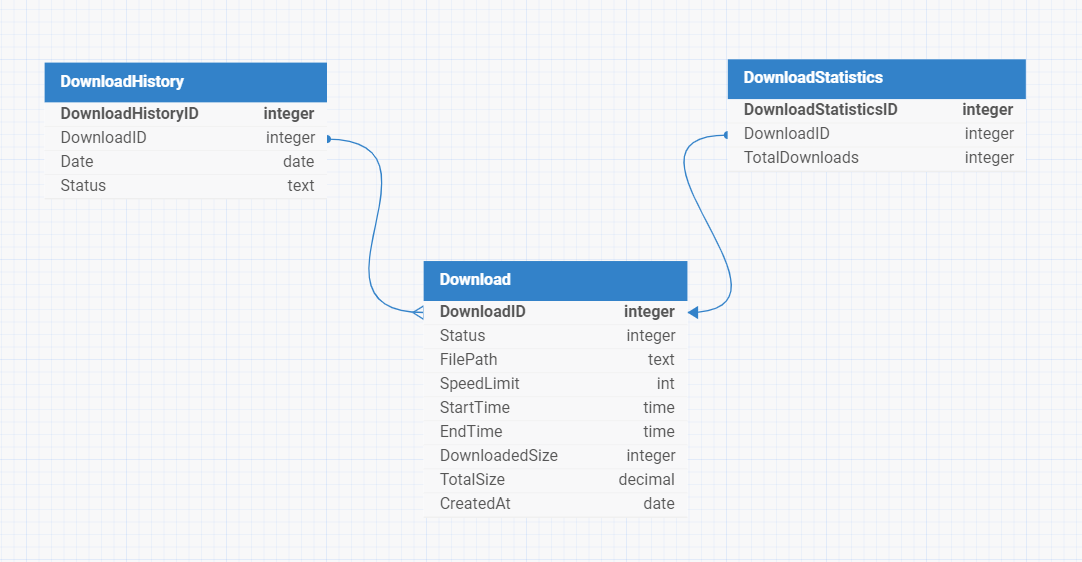 DownloadHistory
DownloadHistoryID integer
DownloadID integer
Date date
Status text
DownloadStatistics
DownloadStatisticsID integer
DownloadID integer
TotalDownloads integer
Download
DownloadID integer
Status integer
FilePath text
SpeedLimit int
StartTime time
EndTime time
DownloadedSize integer
TotalSize decimal
CreatedAt date